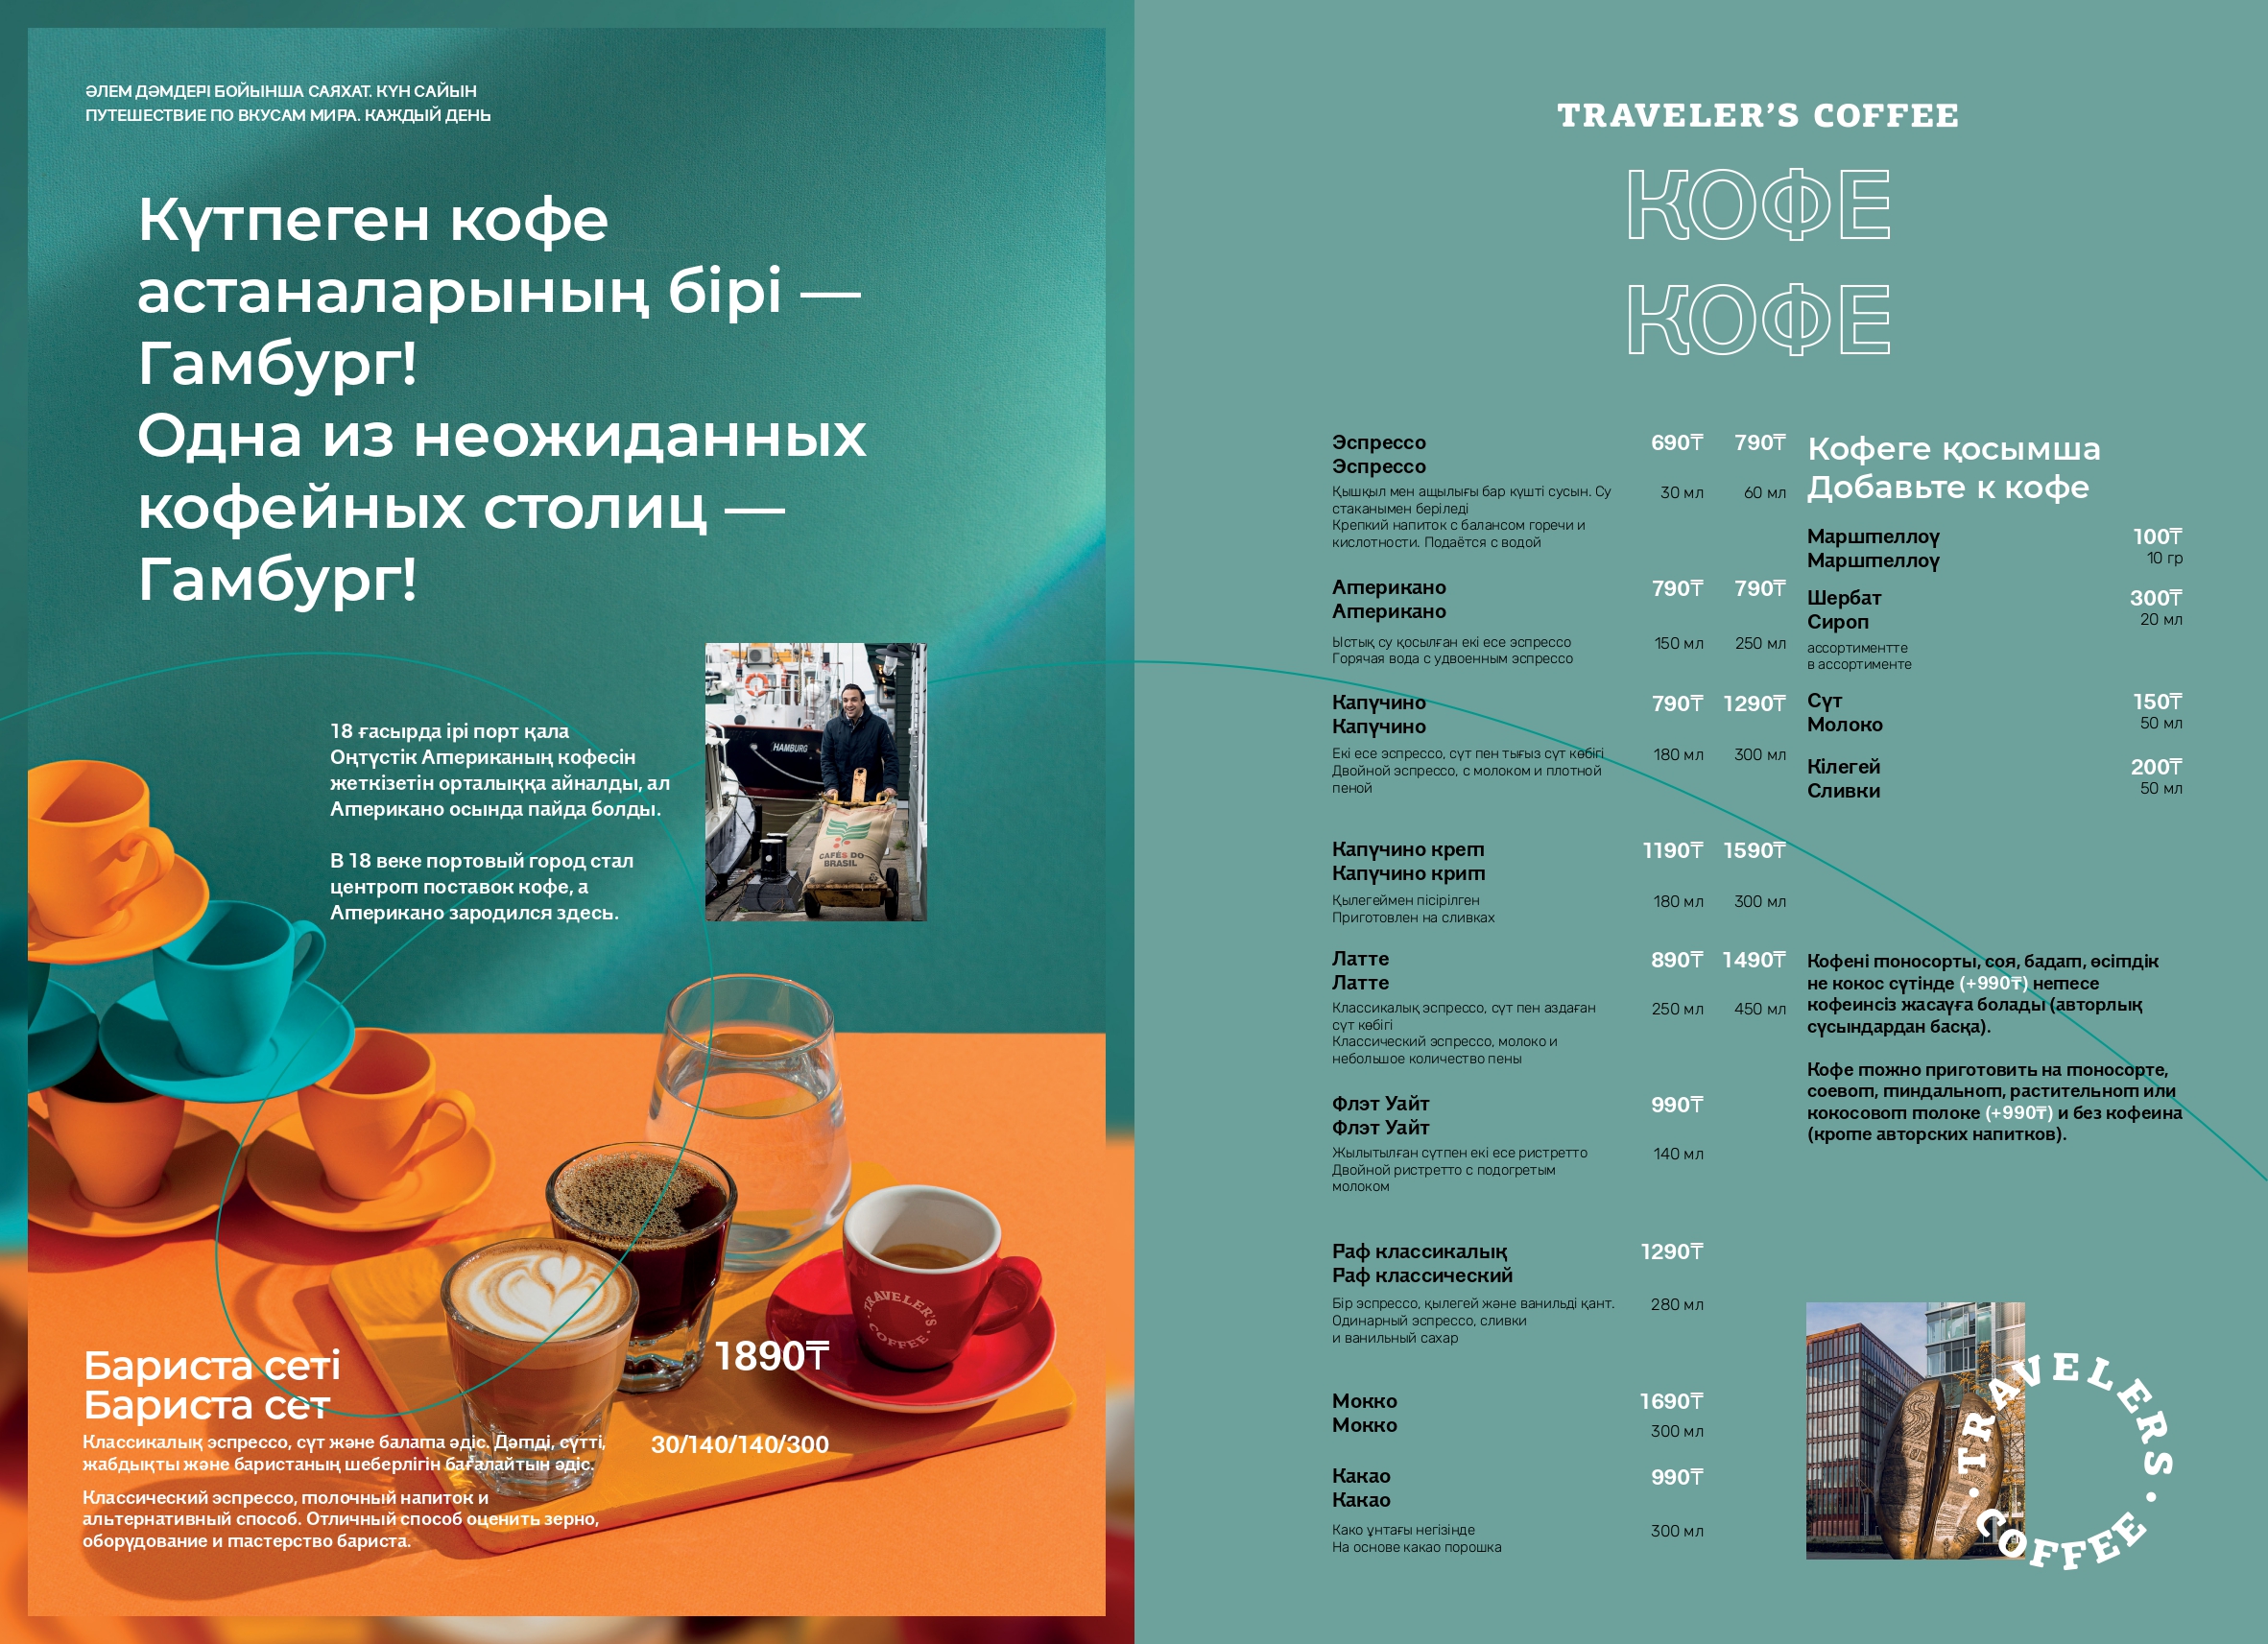 ӘЛЕМ ДӘМДЕРІ БОЙЫНША САЯХАТ. КҮН САЙЫН
ПУТЕШЕСТВИЕ ПО ВКУСАМ МИРА. КАЖДЫЙ ДЕНЬ
Күтпеген кофе
астаналарының бірі —
Гамбург!
Одна из неожиданных
кофейных столиц —
Гамбург!
18 ғасырда ірі порт қала
Оңтүстік Американың кофесін
жеткізетін орталыққа айналды, ал
Американо осында пайда болды.
В 18 веке портовый город стал
центром поставок кофе, а
Американо зародился здесь.
HAMBURG
CAFÉS DO
BRASIL
TRAVELER'S
COFFEE
1890₸
Бариста сеті
Бариста сет
30/140/140/300
Классикалық эспрессо, сүт және балама әдіс. Дәмді, сүтті,
жабдықты және баристаның шеберлігін бағалайтын әдіс.
Классический эспрессо, молочный напиток и
альтернативный способ. Отличный способ оценить зерно,
оборудование и мастерство бариста.
TRAVELER’S COFFEE
КОФЕ
КОФЕ
Эспрессо 690₸ 790₸
Эспрессо
Қышқыл мен ащылығы бар күшті сусын. Су 30 мл 60 мл
стаканымен беріледі
Крепкий напиток с балансом горечи и
кислотности. Подаётся с водой
Американо 790₸ 790₸
Американо
Ыстық су қосылған екі есе эспрессо 150 мл 250 мл
Горячая вода с удвоенным эспрессо
Капучино 790₸ 1290₸
Капучино
Екі есе эспрессо, сүт пен тығыз сүт көбігі 180 мл 300 мл
Двойной эспрессо, с молоком и плотной
пеной
Капучино крем 1190₸ 1590₸
Капучино крим
Қылегеймен пісірілген 180 мл 300 мл
Приготовлен на сливках
Латте 890₸ 1490₸
Латте
Классикалық эспрессо, сүт пен аздаған 250 мл 450 мл
сүт көбігі
Классический эспрессо, молоко и
небольшое количество пены
Флэт Уайт 990₸
Флэт Уайт
Жылытылған сүтпен екі есе ристретто 140 мл
Двойной ристретто с подогретым
молоком
Раф классикалық 1290₸
Раф классический
Бір эспрессо, қылегей және ванильді қант. 280 мл
Одинарный эспрессо, сливки
и ванильный сахар
Мокко 1690₸
Мокко 300 мл
Какао 990₸
Какао
Како ұнтағы негізінде 300 мл
На основе какао порошка
Кофеге қосымша
Добавьте к кофе
Маршмеллоу 100₸
Маршмеллоу 10 гр
Шербат 300₸
Сироп 20 мл
ассортиментте
в ассортименте
Сүт 150₸
Молоко 50 мл
Кілегей 200₸
Сливки 50 мл
Кофені моносорты, соя, бадам, өсімдік
не кокос сүтінде (+990₸) немесе
кофеинсіз жасауға болады (авторлық
сусындардан басқа).
Кофе можно приготовить на моносорте,
соевом, миндальном, растительном или
кокосовом молоке (+990₸) и без кофеина
(кроме авторских напитков).
TRAVELERS
COFFEE